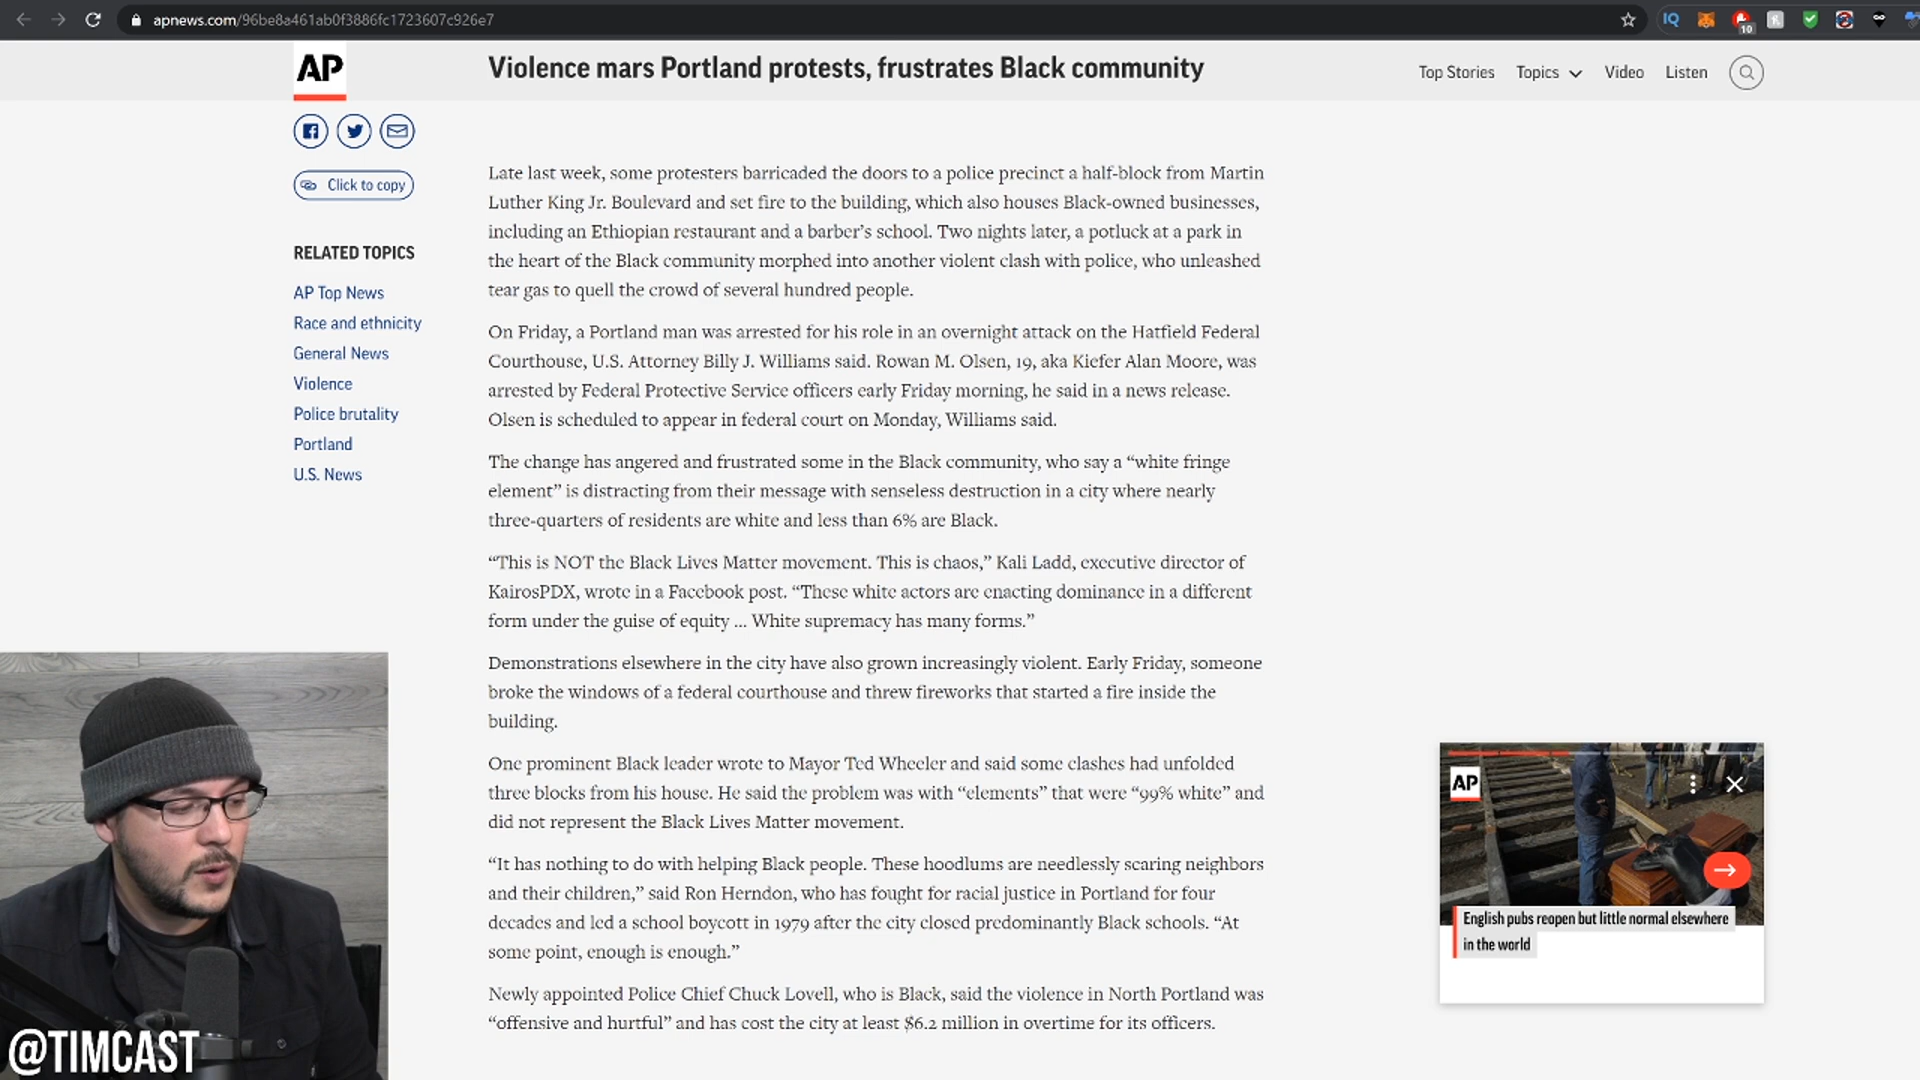 apnews.com/96be8a461ab0f3886fc1723607c926e7
IQ
10
AP
Violence mars Portland protests, frustrates Black community
Top Stories
Topics
Video
Listen
Click to copy
RELATED TOPICS
AP Top News
Race and ethnicity
General News
Violence
Police brutality
Portland
U.S. News
Late last week, some protesters barricaded the doors to a police precinct a half-block from Martin
Luther King Jr. Boulevard and set fire to the building, which also houses Black-owned businesses,
including an Ethiopian restaurant and a barber's school. Two nights later, a potluck at a park in
the heart of the Black community morphed into another violent clash with police, who unleashed
tear gas to quell the crowd of several hundred people.
On Friday, a Portland man was arrested for his role in an overnight attack on the Hatfield Federal
Courthouse, U.S. Attorney Billy J. Williams said. Rowan M. Olsen, 19, aka Kiefer Alan Moore, was
arrested by Federal Protective Service officers early Friday morning, he said in a news release.
Olsen is scheduled to appear in federal court on Monday, Williams said.
The change has angered and frustrated some in the Black community, who say a “white fringe
element” is distracting from their message with senseless destruction in a city where nearly
three-quarters of residents are white and less than 6% are Black.
“This is NOT the Black Lives Matter movement. This is chaos,” Kali Ladd, executive director of
KairosPDX, wrote in a Facebook post. “These white actors are enacting dominance in a different
form under the guise of equity ... White supremacy has many forms.”
Demonstrations elsewhere in the city have also grown increasingly violent. Early Friday, someone
broke the windows of a federal courthouse and threw fireworks that started a fire inside the
building.
One prominent Black leader wrote to Mayor Ted Wheeler and said some clashes had unfolded
three blocks from his house. He said the problem was with “elements” that were “99% white” and
did not represent the Black Lives Matter movement.
“It has nothing to do with helping Black people. These hoodlums are needlessly scaring neighbors
and their children,” said Ron Herndon, who has fought for racial justice in Portland for four
decades and led a school boycott in 1979 after the city closed predominantly Black schools. “At
some point, enough is enough.”
Newly appointed Police Chief Chuck Lovell, who is Black, said the violence in North Portland was
“offensive and hurtful” and has cost the city at least $6.2 million in overtime for its officers.
AP
English pubs reopen but little normal elsewhere
in the world
@TIMCAST